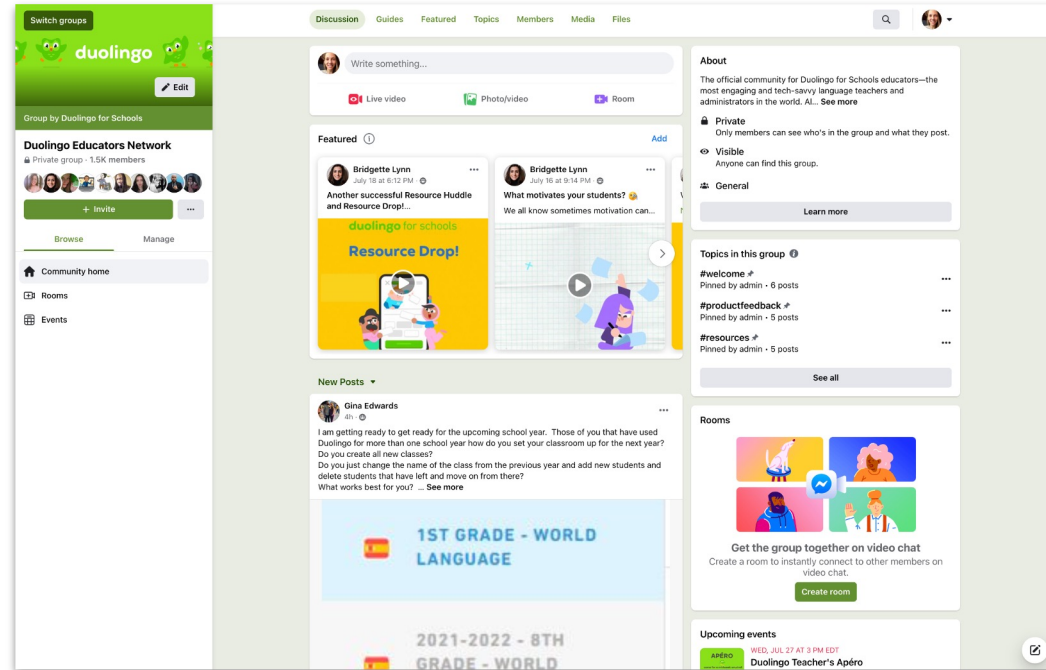 Switch groups
duolingo
Edit
Group by Duolingo for Schools
Duolingo Educators Network
Private group · 1.5K members
+ Invite
...
Browse
Manage
Community home
Rooms
Events
Discussion
Guides
Featured
Topics
Members
Media
Files
Write something...
Live video
Photo/video
Room
Featured
Add
Bridgette Lynn
July 18 at 6:12 PM ·
Another successful Resource Huddle
and Resource Drop!...
duolingo for schools
Resource Drop!
Bridgette Lynn
July 16 at 9:14 PM ·
What motivates your students?
We all know sometimes motivation can...
New Posts
Gina Edwards
4h ·
I am getting ready to get ready for the upcoming school year. Those of you that have used
Duolingo for more than one school year how do you set your classroom up for the next year?
Do you create all new classes?
Do you just change the name of the class from the previous year and add new students and
delete students that have left and move on from there?
What works best for you? ... See more
1ST GRADE - WORLD
LANGUAGE
2021-2022 - 8TH
GRADE - WORLD
About
The official community for Duolingo for Schools educators—the
most engaging and tech-savvy language teachers and
administrators in the world. Al... See more
Private
Only members can see who's in the group and what they post.
Visible
Anyone can find this group.
General
Learn more
Topics in this group
#welcome
Pinned by admin · 6 posts
#productfeedback
Pinned by admin · 5 posts
#resources
Pinned by admin · 5 posts
See all
Rooms
Get the group together on video chat
Create a room to instantly connect to other members on
video chat.
Create room
Upcoming events
APÉRO
WED, JUL 27 AT 3 PM EDT
Duolingo Teacher's Apéro